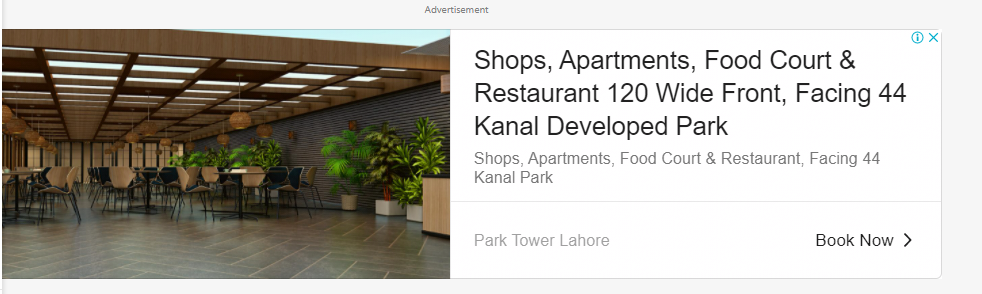 Advertisement
Shops, Apartments, Food Court &
Restaurant 120 Wide Front, Facing 44
Kanal Developed Park
Shops, Apartments, Food Court & Restaurant, Facing 44
Kanal Park
Park Tower Lahore
Book Now